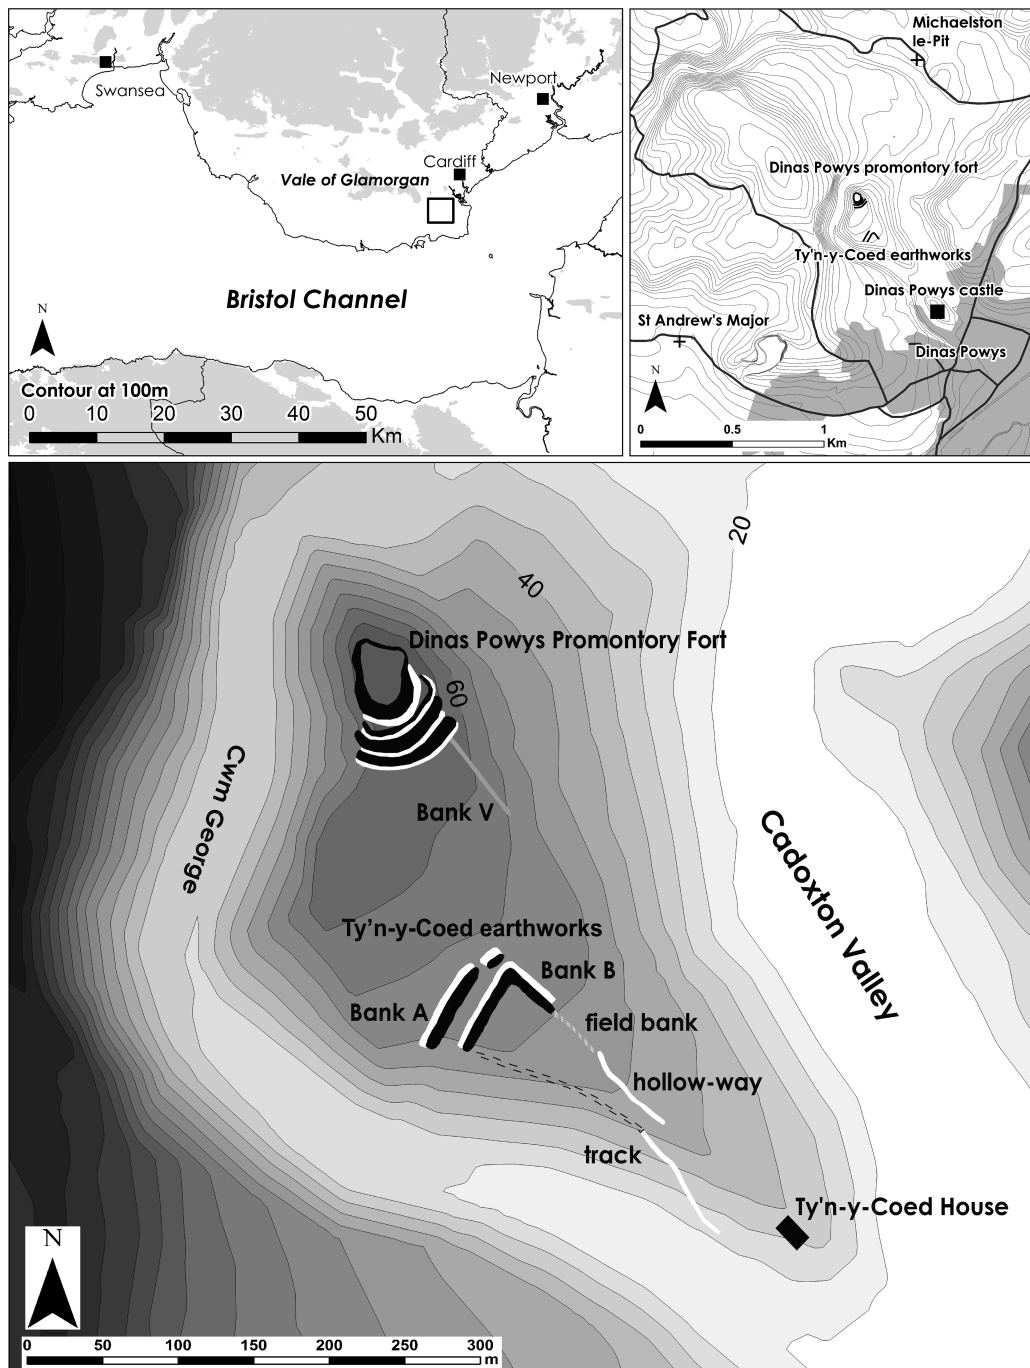 Swansea
Newport
Cardiff
Vale of Glamorgan
Bristol Channel
N
Contour at 100m
0 10 20 30 40 50
Km
Michaelston
le-Pit
Dinas Powys promontory fort
Ty'n-y-Coed earthworks
Dinas Powys castle
St Andrew's Major
Dinas Powys
N
0 0.5 1
Km
20
40
Dinas Powys Promontory Fort
60
Cwm George
Bank V
Cadoxton Valley
Ty'n-y-Coed earthworks
Bank B
Bank A
field bank
hollow-way
track
Ty'n-y-Coed House
N
0 50 100 150 200 250 300
m